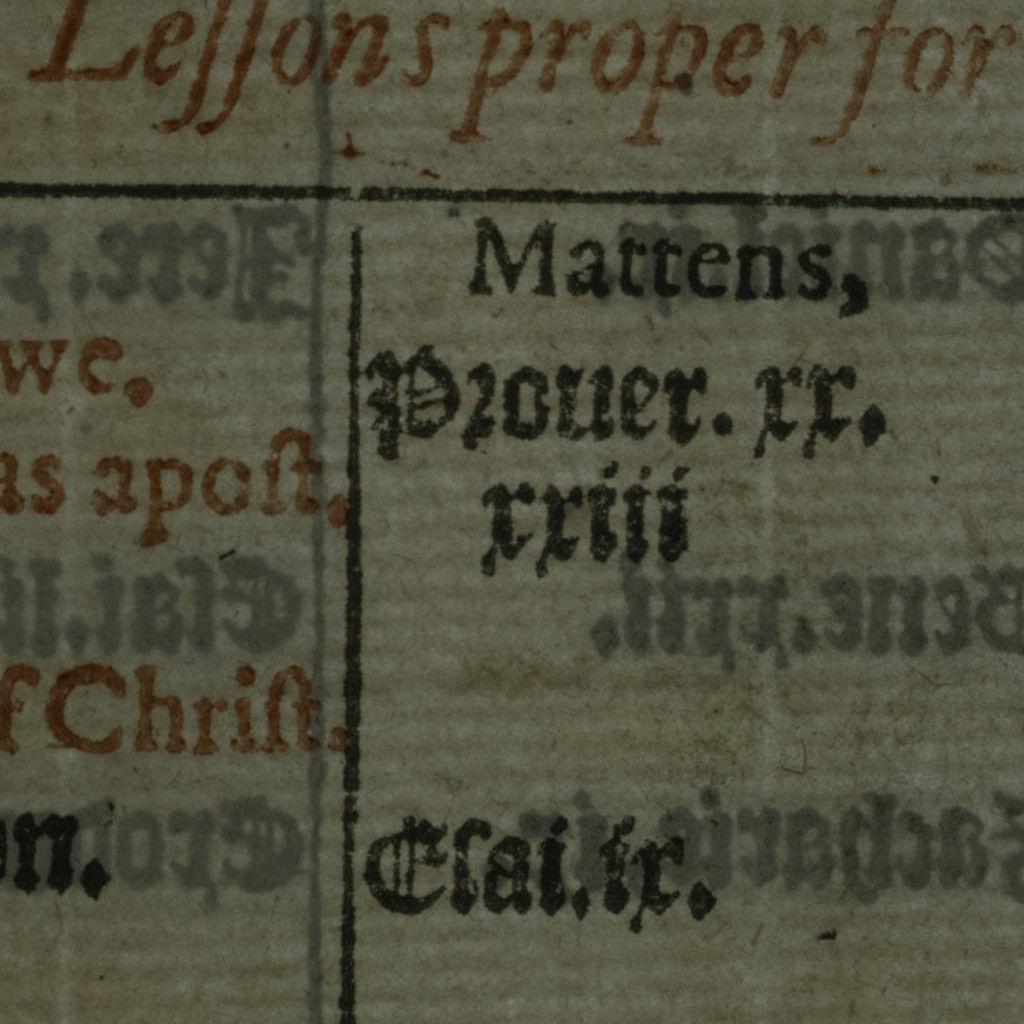 Leſſons proper for
Mattens,
we. Prouer. xx.
as apoſt. xxiii
f Chriſt.
on. Eſai. ix.